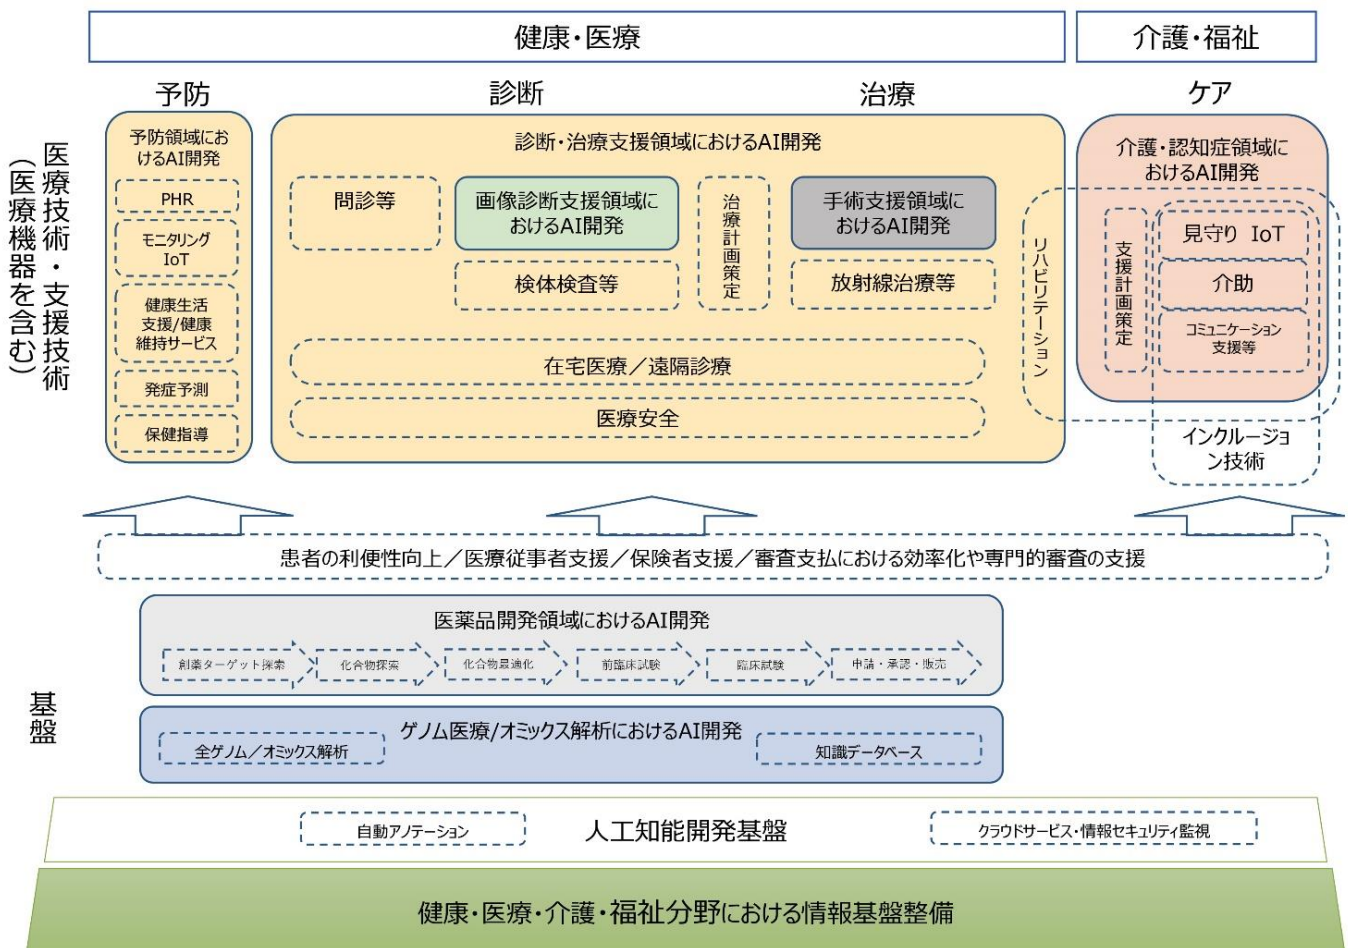 健康・医療
介護・福祉
予防
診断
治療
ケア
医療技術・支援技術
(医療機器を含む)
予防領域にお
けるAI開発
PHR
モニタリング
IoT
健康生活
支援/健康
維持サービス
発症予測
保健指導
診断・治療支援領域におけるAI開発
問診等
画像診断支援領域に
おけるAI開発
検体検査等
治療計画策定
手術支援領域に
おけるAI開発
放射線治療等
在宅医療／遠隔診療
医療安全
リハビリテーション
介護・認知症領域に
おけるAI開発
支援計画策定
見守り IoT
介助
コミュニケーション
支援等
インクルージョ
ン技術
患者の利便性向上／医療従事者支援／保険者支援／審査支払における効率化や専門的審査の支援
基盤
医薬品開発領域におけるAI開発
創薬ターゲット探索
化合物探索
化合物最適化
前臨床試験
臨床試験
申請・承認・販売
ゲノム医療/オミックス解析におけるAI開発
全ゲノム／オミックス解析
知識データベース
自動アノテーション
人工知能開発基盤
クラウドサービス・情報セキュリティ監視
健康・医療・介護・福祉分野における情報基盤整備